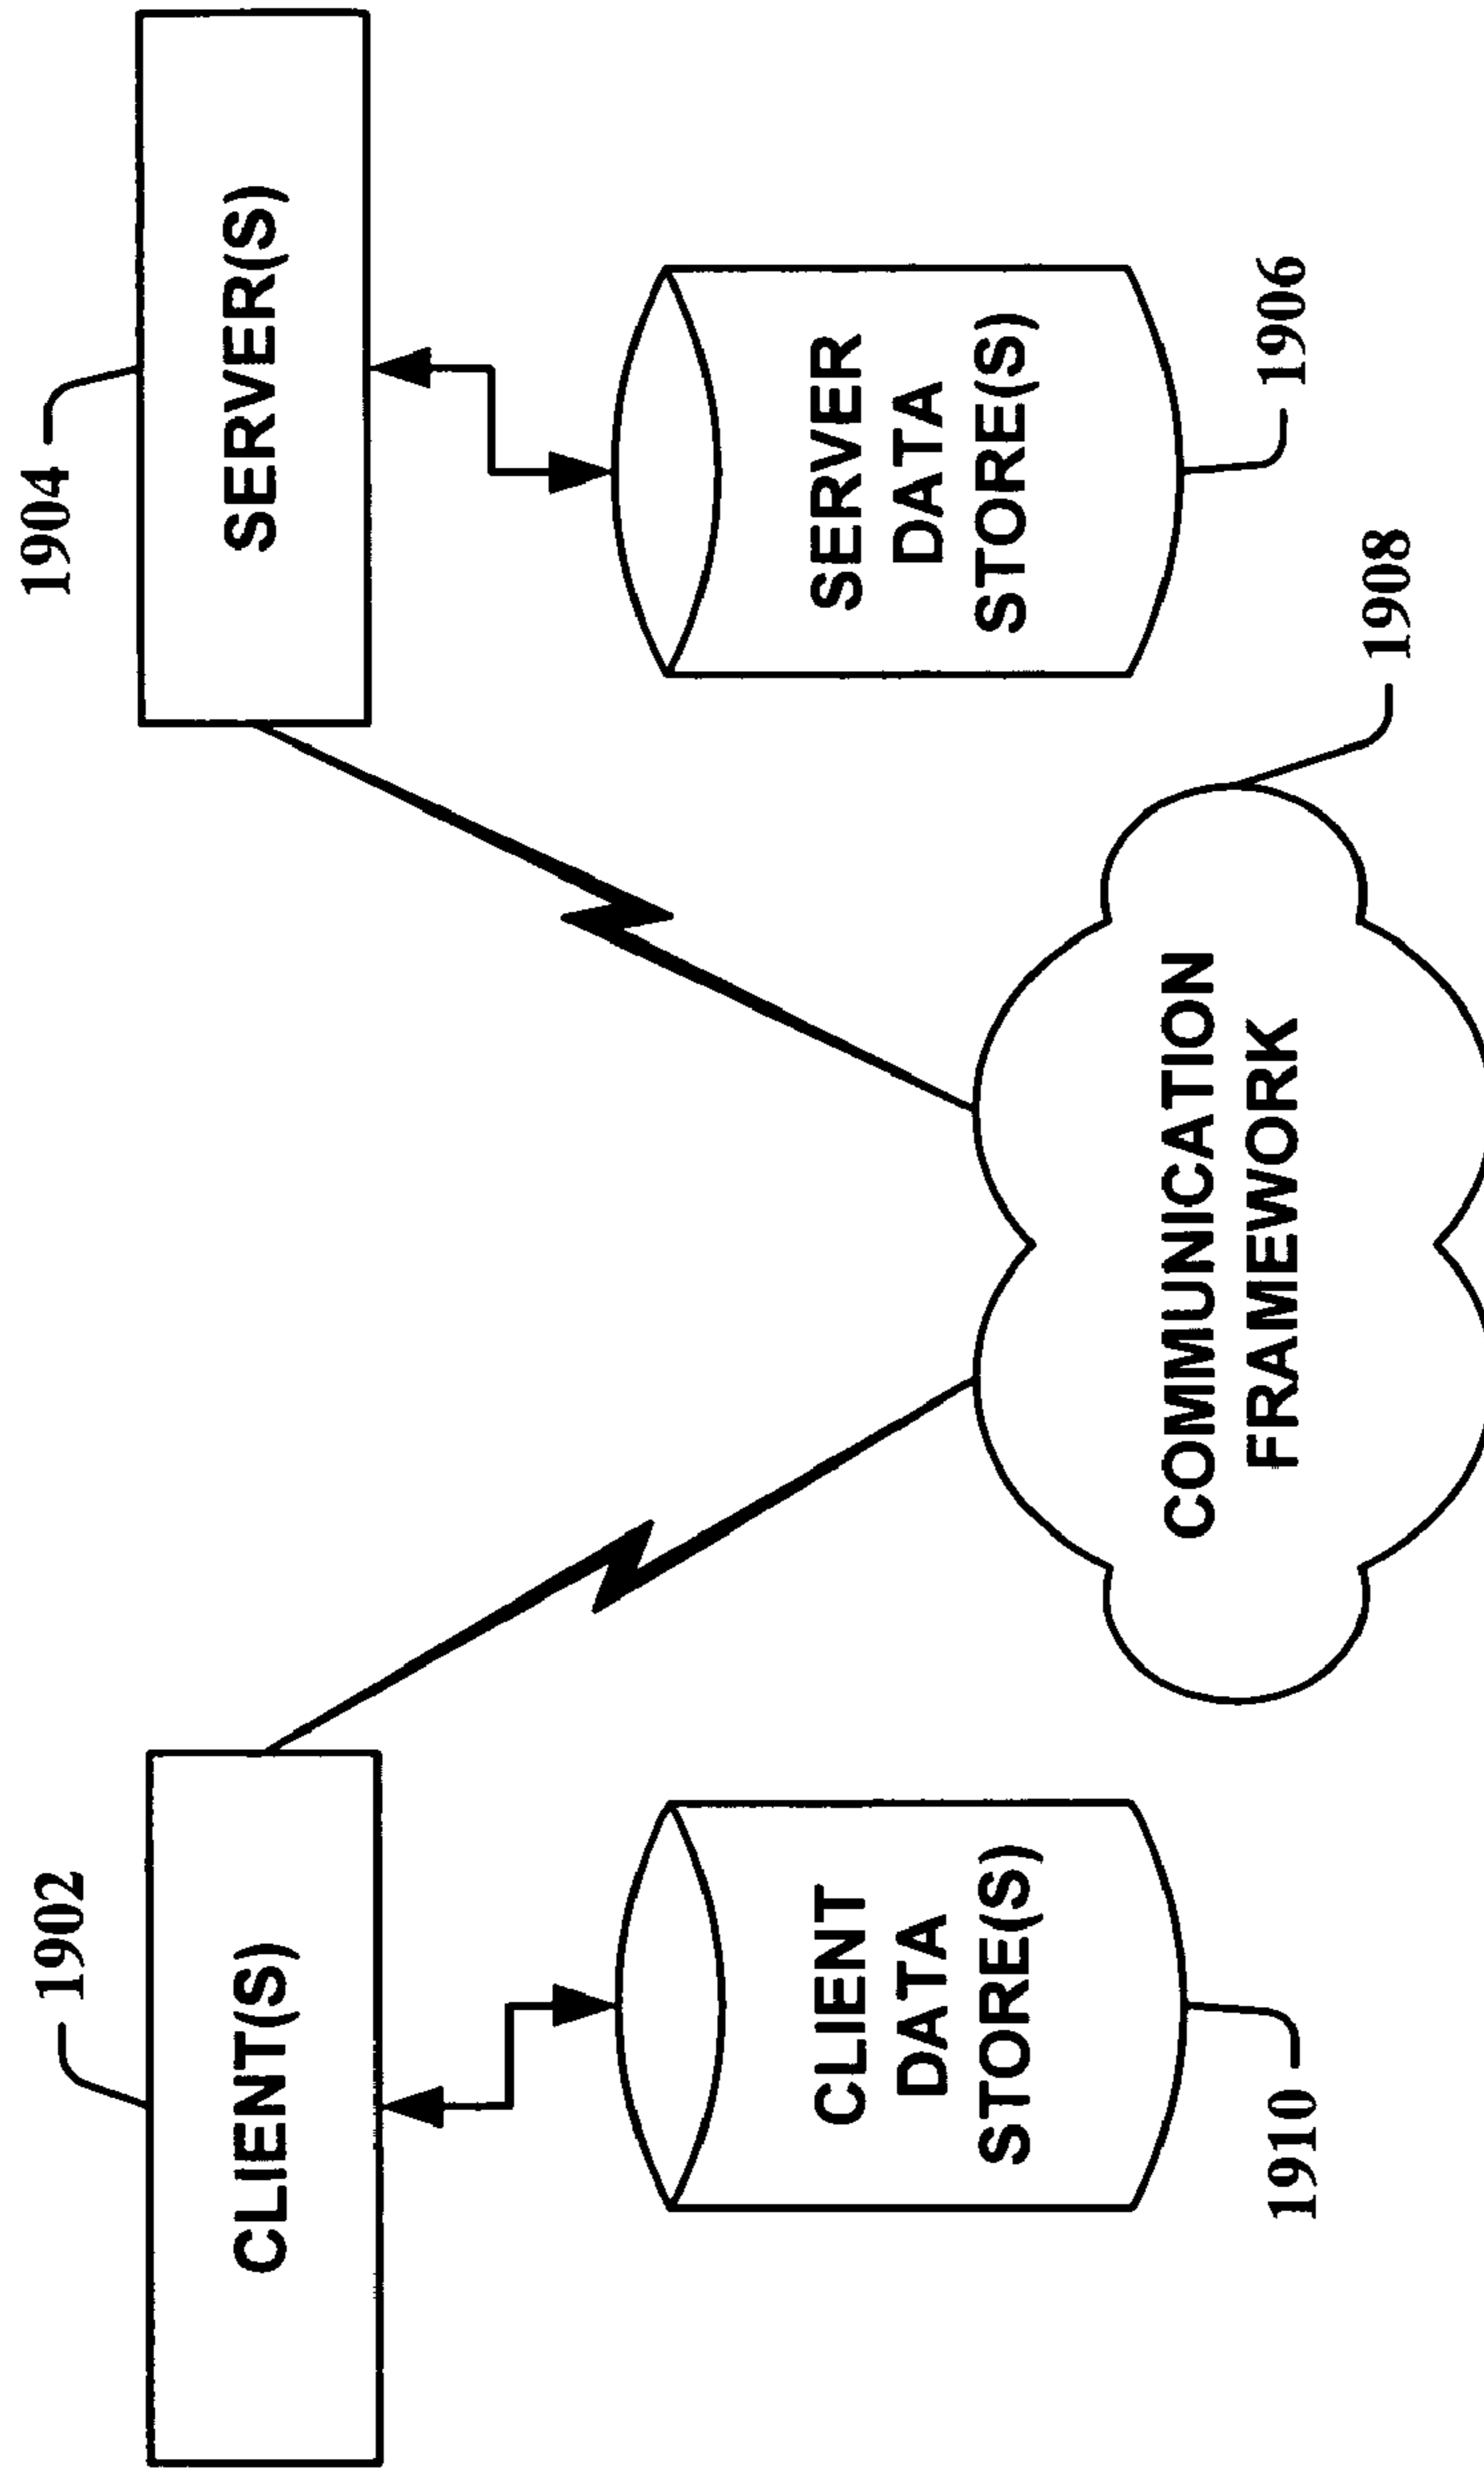 1902
1904
CLIENT(S)
SERVER(S)
CLIENT
DATA
STORE(S)
SERVER
DATA
STORE(S)
COMMUNICATION
FRAMEWORK
1910
1906
1908